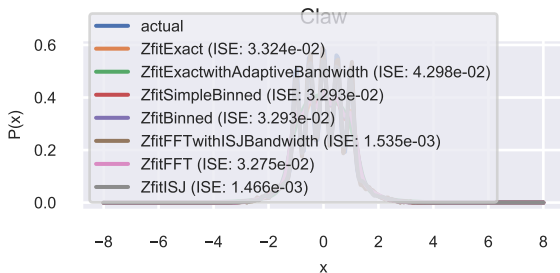 Claw
actual
ZfitExact (ISE: 3.324e-02)
ZfitExactwithAdaptiveBandwidth (ISE: 4.298e-02)
ZfitSimpleBinned (ISE: 3.293e-02)
ZfitBinned (ISE: 3.293e-02)
ZfitFFTwithISJBandwidth (ISE: 1.535e-03)
ZfitFFT (ISE: 3.275e-02)
ZfitISJ (ISE: 1.466e-03)
P(x)
0.6
0.4
0.2
0.0
−8 −6 −4 −2 0 2 4 6 8
x